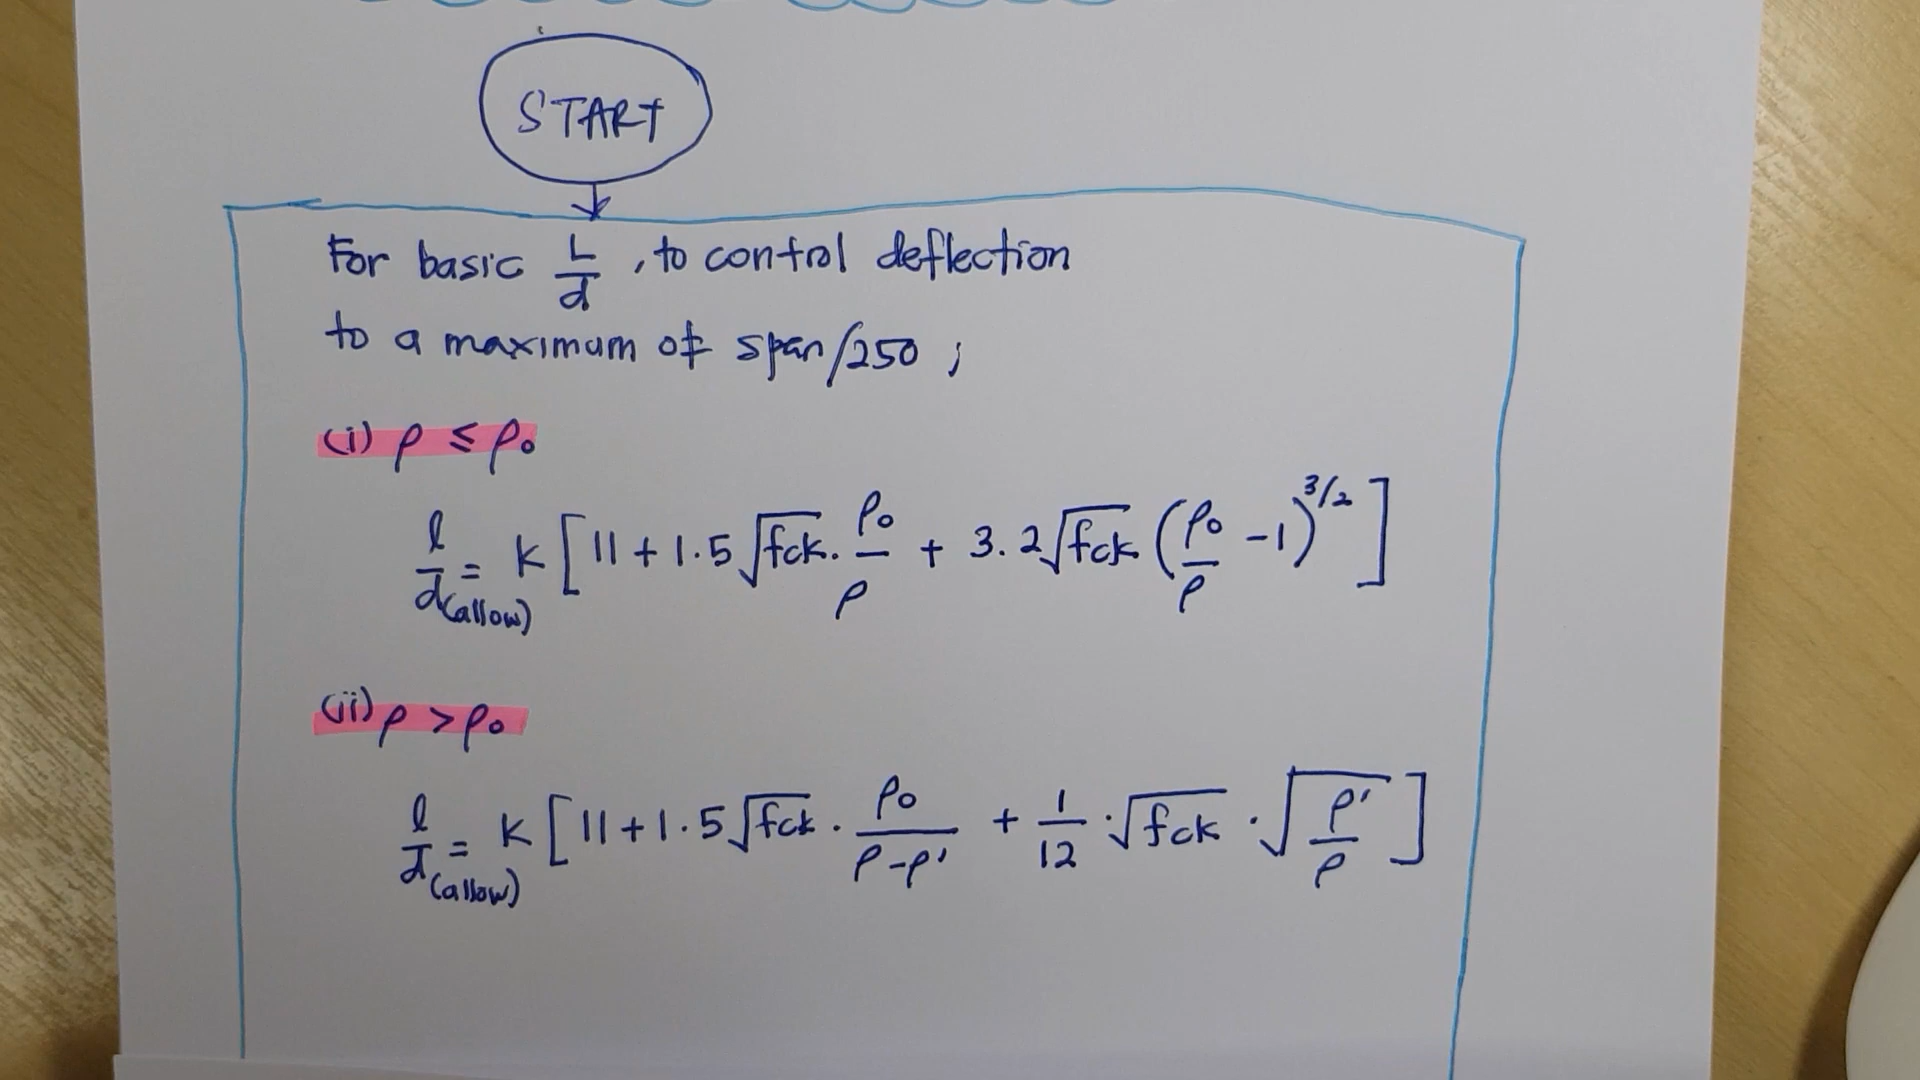 START
For basic L/d, to control deflection
to a maximum of span/250;
(i) ρ ≤ ρ₀
l/d (allow) = K [11 + 1.5√fck · ρ₀/ρ + 3.2√fck (ρ₀/ρ - 1)^3/2]
(ii) ρ > ρ₀
l/d (allow) = K [11 + 1.5√fck · ρ₀/(ρ-ρ') + 1/12 · √fck · √(ρ'/ρ)]